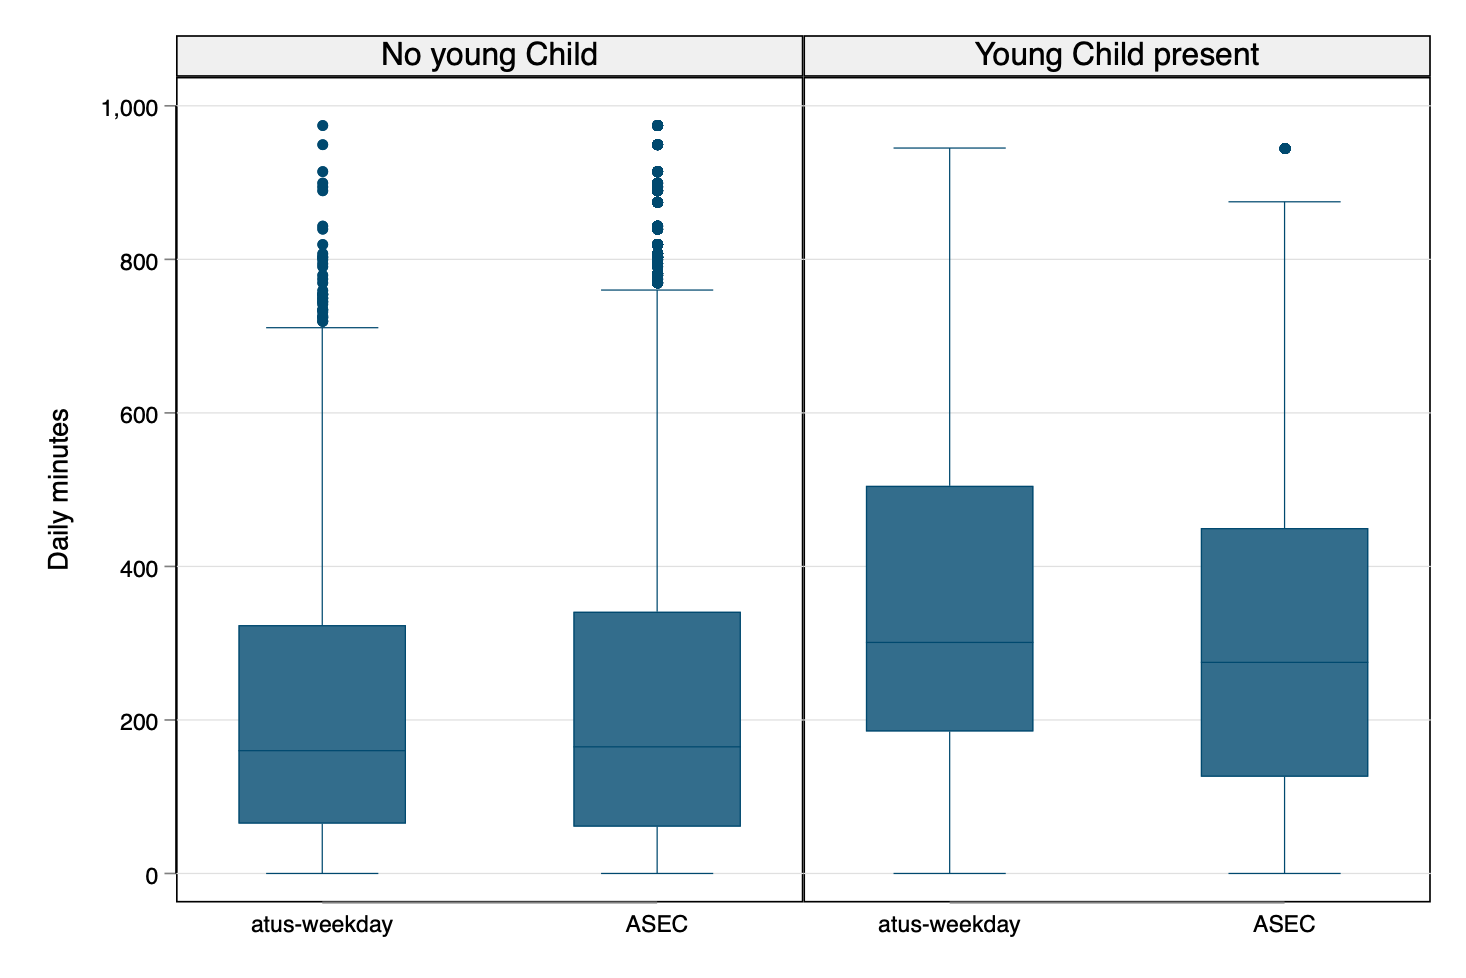 No young Child
Young Child present
1,000
800
600
400
200
0
Daily minutes
atus-weekday
ASEC
atus-weekday
ASEC